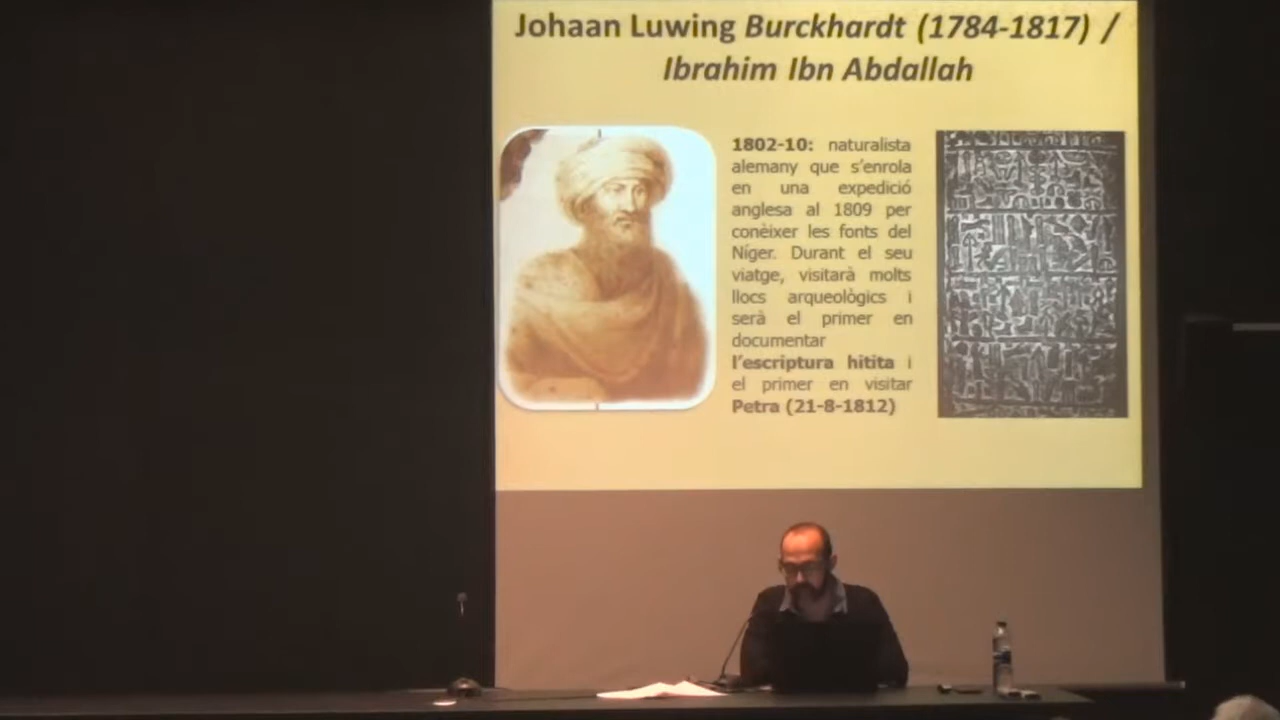 Johaan Luwing Burckhardt (1784-1817) /
Ibrahim Ibn Abdallah
1802-10: naturalista
alemany que s'enrola
en una expedició
anglesa al 1809 per
conèixer les fonts del
Níger. Durant el seu
viatge, visitarà molts
llocs arqueològics i
serà el primer en
documentar
l'escriptura hitita i
el primer en visitar
Petra (21-8-1812)